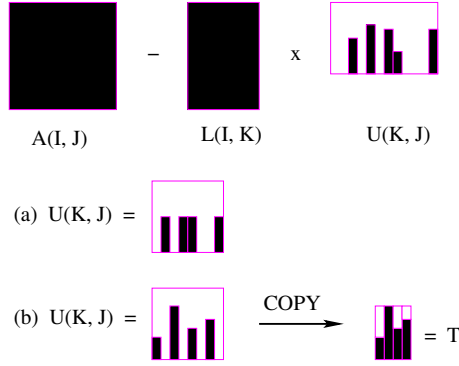 − x
A(I, J) L(I, K) U(K, J)
(a) U(K, J) =
(b) U(K, J) = COPY = T